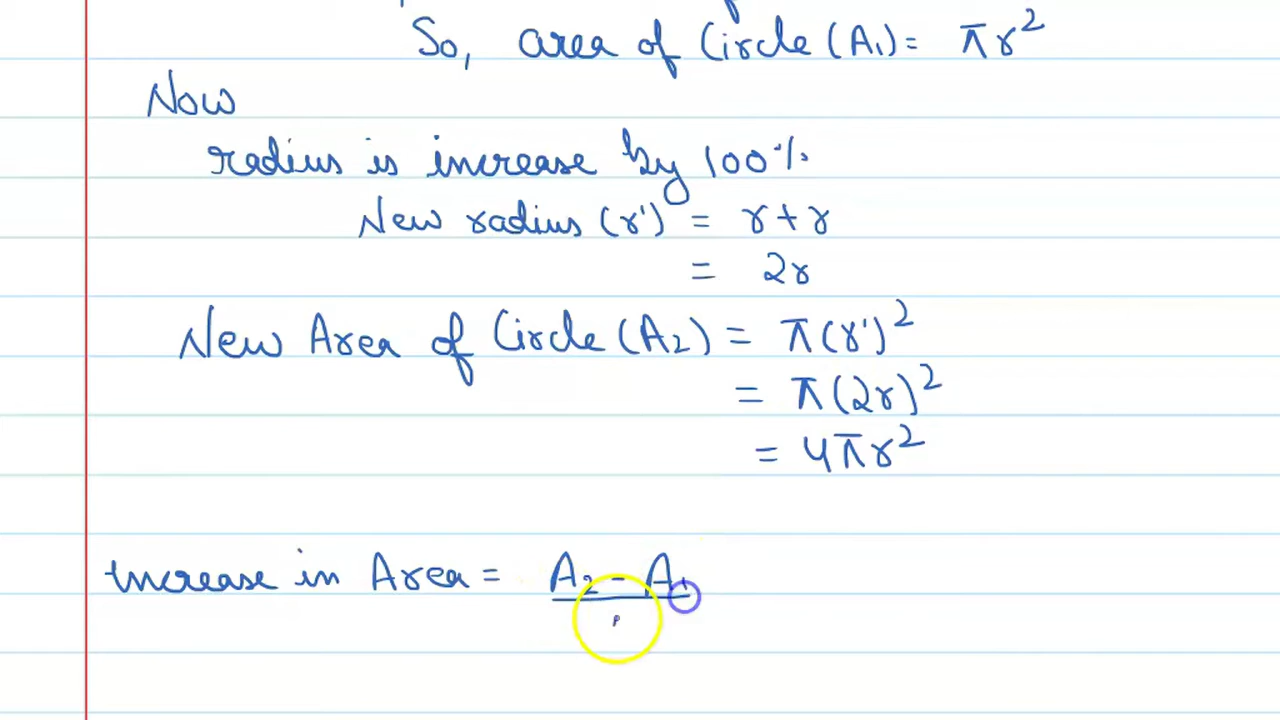 So, area of Circle (A₁) = πr²
Now
radius is increase by 100%
New radius (r') = r + r
= 2r
New Area of Circle (A₂) = π(r')²
= π(2r)²
= 4πr²
Increase in Area = A₂ - A₁